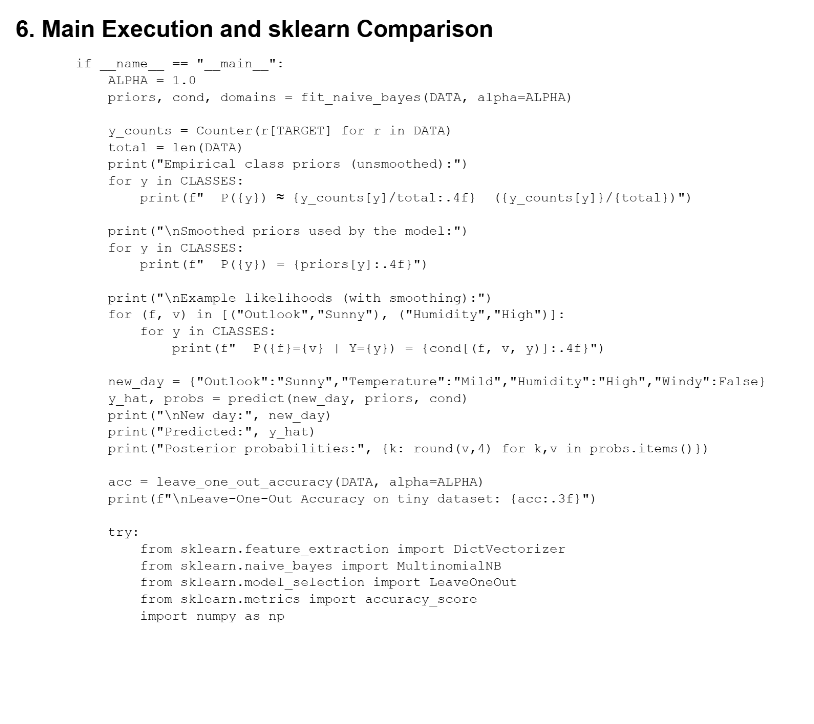 6. Main Execution and sklearn Comparison
if __name__ == "__main__":
    ALPHA = 1.0
    priors, cond, domains = fit_naive_bayes(DATA, alpha=ALPHA)
    y_counts = Counter(r[TARGET] for r in DATA)
    total = len(DATA)
    print("Empirical class priors (unsmoothed):")
    for y in CLASSES:
        print(f"  P({y}) ≈ {y_counts[y]/total:.4f}  ({y_counts[y]}/{total})")
    print("\nSmoothed priors used by the model:")
    for y in CLASSES:
        print(f"  P({y}) = {priors[y]:.4f}")
    print("\nExample likelihoods (with smoothing):")
    for (f, v) in [("Outlook","Sunny"), ("Humidity","High")]:
        for y in CLASSES:
            print(f"  P({f}={v} | Y={y}) = {cond[(f, v, y)]:.4f}")
    new_day = {"Outlook":"Sunny","Temperature":"Mild","Humidity":"High","Windy":False}
    y_hat, probs = predict(new_day, priors, cond)
    print("\nNew day:", new_day)
    print("Predicted:", y_hat)
    print("Posterior probabilities:", {k: round(v,4) for k,v in probs.items()})
    acc = leave_one_out_accuracy(DATA, alpha=ALPHA)
    print(f"\nLeave-One-Out Accuracy on tiny dataset: {acc:.3f}")
    try:
        from sklearn.feature_extraction import DictVectorizer
        from sklearn.naive_bayes import MultinomialNB
        from sklearn.model_selection import LeaveOneOut
        from sklearn.metrics import accuracy_score
        import numpy as np